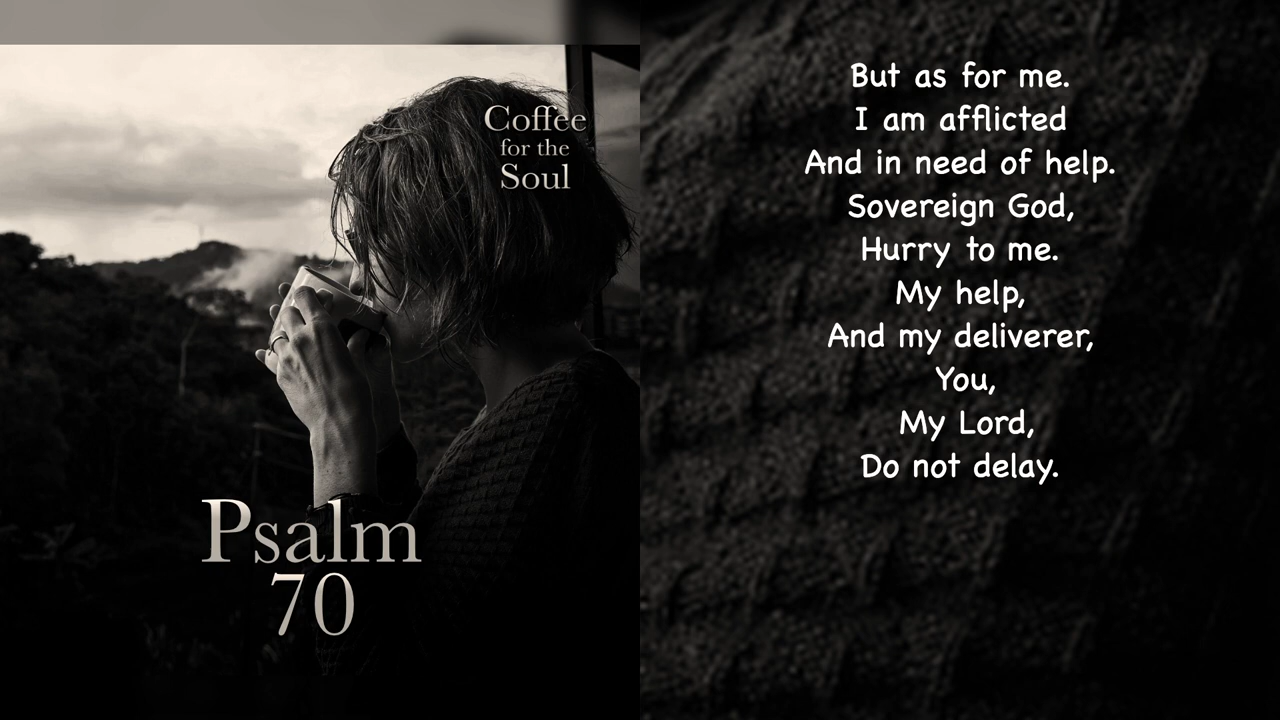 Coffee
for the
Soul
Psalm
70
But as for me.
I am afflicted
And in need of help.
Sovereign God,
Hurry to me.
My help,
And my deliverer,
You,
My Lord,
Do not delay.